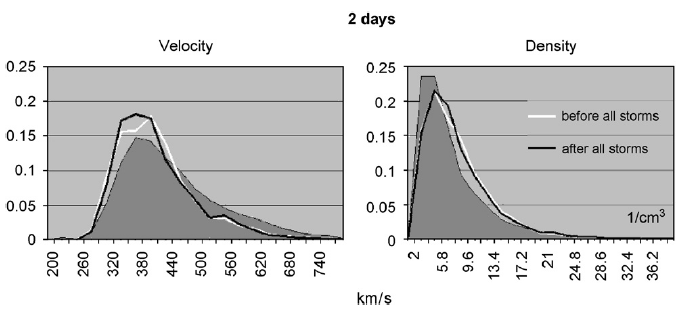 2 days
Velocity
0.25
0.2
0.15
0.1
0.05
0
200 260 320 380 440 500 560 620 680 740
Density
0.25
0.2
0.15
0.1
0.05
0
before all storms
after all storms
1/cm³
2 5.8 9.6 13.4 17.2 21 24.8 28.6 32.4 36.2
km/s